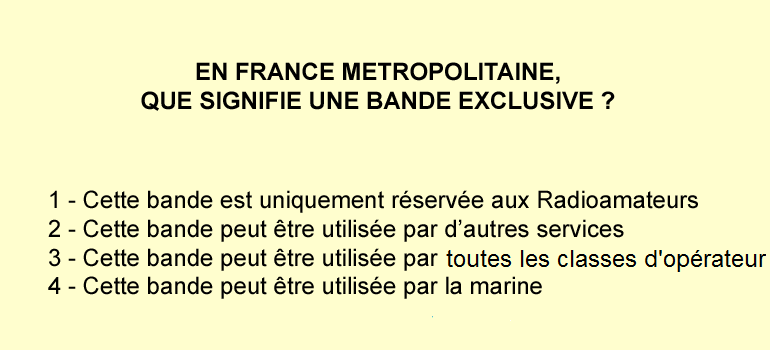 EN FRANCE METROPOLITAINE,
QUE SIGNIFIE UNE BANDE EXCLUSIVE ?
1 - Cette bande est uniquement réservée aux Radioamateurs
2 - Cette bande peut être utilisée par d’autres services
3 - Cette bande peut être utilisée par toutes les classes d'opérateur
4 - Cette bande peut être utilisée par la marine